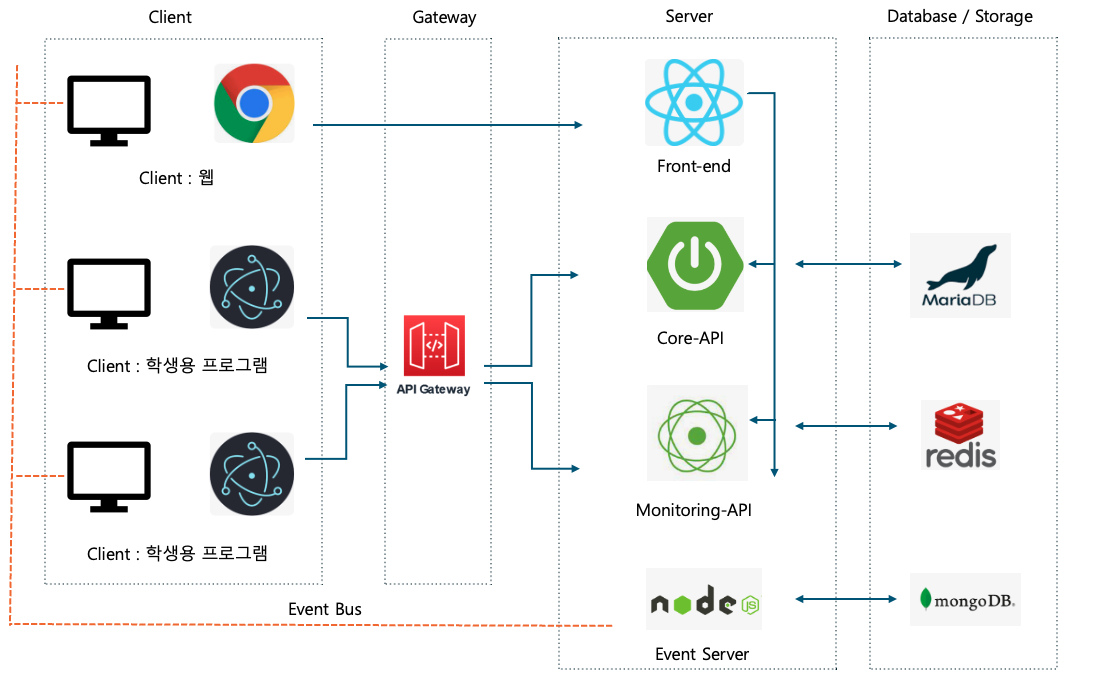 Client
Gateway
Server
Database / Storage
Client : 웹
Front-end
MariaDB
Client : 학생용 프로그램
</>
API Gateway
Core-API
redis
Client : 학생용 프로그램
Monitoring-API
Event Bus
node
JS
mongoDB.
Event Server